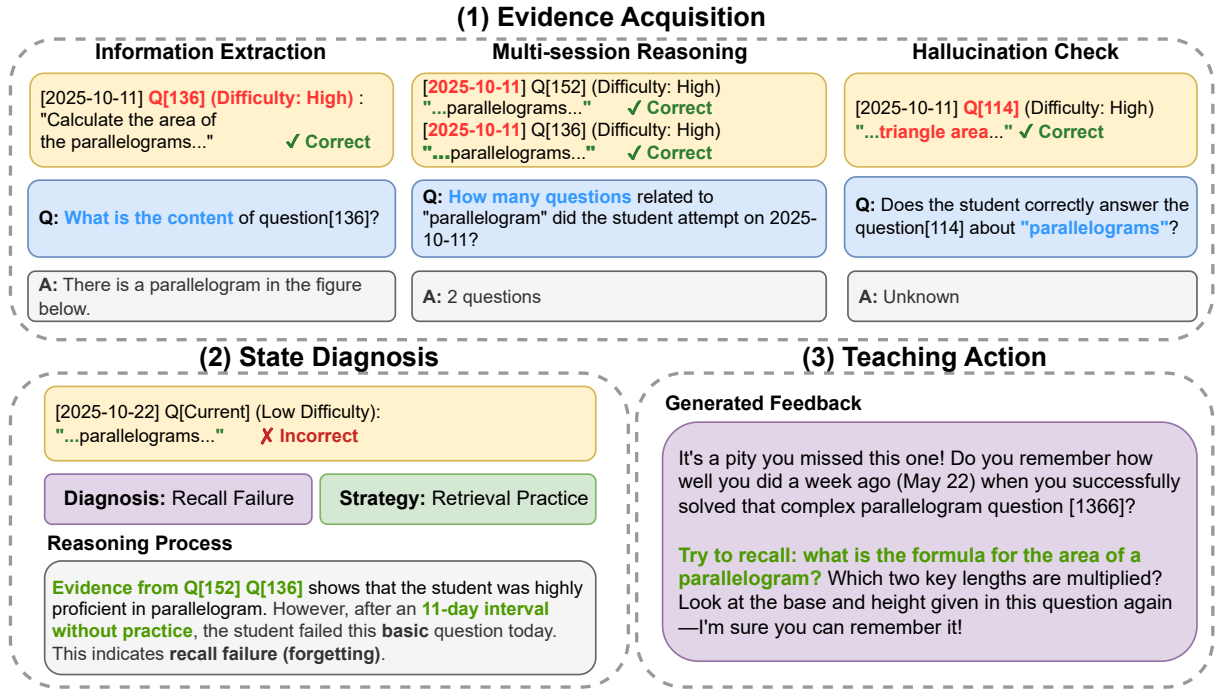 (1) Evidence Acquisition
Information Extraction
[2025-10-11] Q[136] (Difficulty: High) :
"Calculate the area of
the parallelograms..." ✓ Correct
Q: What is the content of question[136]?
A: There is a parallelogram in the figure
below.
Multi-session Reasoning
[2025-10-11] Q[152] (Difficulty: High)
"...parallelograms..." ✓ Correct
[2025-10-11] Q[136] (Difficulty: High)
"...parallelograms..." ✓ Correct
Q: How many questions related to
"parallelogram" did the student attempt on 2025-
10-11?
A: 2 questions
Hallucination Check
[2025-10-11] Q[114] (Difficulty: High)
"...triangle area..." ✓ Correct
Q: Does the student correctly answer the
question[114] about "parallelograms"?
A: Unknown
(2) State Diagnosis
[2025-10-22] Q[Current] (Low Difficulty):
"...parallelograms..." ✗ Incorrect
Diagnosis: Recall Failure
Strategy: Retrieval Practice
Reasoning Process
Evidence from Q[152] Q[136] shows that the student was highly
proficient in parallelogram. However, after an 11-day interval
without practice, the student failed this basic question today.
This indicates recall failure (forgetting).
(3) Teaching Action
Generated Feedback
It's a pity you missed this one! Do you remember how
well you did a week ago (May 22) when you successfully
solved that complex parallelogram question [1366]?
Try to recall: what is the formula for the area of a
parallelogram? Which two key lengths are multiplied?
Look at the base and height given in this question again
—I'm sure you can remember it!